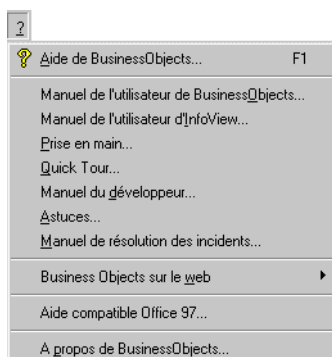 ?
? Aide de BusinessObjects... F1
Manuel de l'utilisateur de BusinessObjects...
Manuel de l'utilisateur d'InfoView...
Prise en main...
Quick Tour...
Manuel du développeur...
Astuces...
Manuel de résolution des incidents...
Business Objects sur le web
Aide compatible Office 97...
A propos de BusinessObjects...